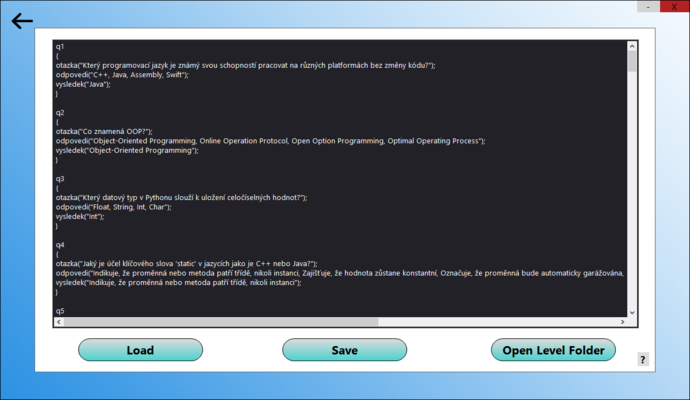 - X
q1
{
otazka("Který programovací jazyk je známý svou schopností pracovat na různých platformách bez změny kódu?");
odpovedi("C++, Java, Assembly, Swift");
vysledek("Java");
}
q2
{
otazka("Co znamená OOP?");
odpovedi("Object-Oriented Programming, Online Operation Protocol, Open Option Programming, Optimal Operating Process");
vysledek("Object-Oriented Programming");
}
q3
{
otazka("Který datový typ v Pythonu slouží k uložení celočíselných hodnot?");
odpovedi("Float, String, Int, Char");
vysledek("Int");
}
q4
{
otazka("Jaký je účel klíčového slova 'static' v jazycích jako je C++ nebo Java?");
odpovedi("Indikuje, že proměnná nebo metoda patří třídě, nikoli instanci, Zajišťuje, že hodnota zůstane konstantní, Označuje, že proměnná bude automaticky garážována,
vysledek("Indikuje, že proměnná nebo metoda patří třídě, nikoli instanci");
}
q5
Load Save Open Level Folder
?